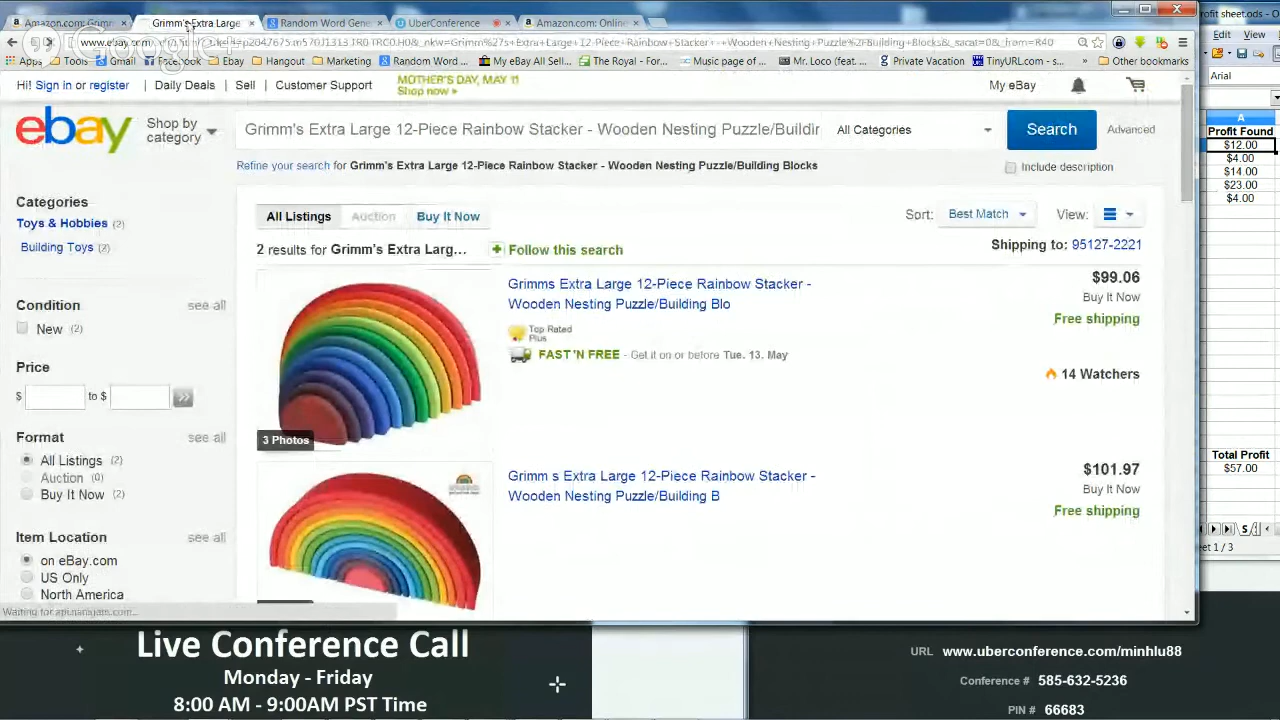 Amazon.com: Grimm
Grimm's Extra Large
Random Word Gene
UberConference
Amazon.com: Online
rofit sheet.ods - O
Google+
Edit View
Apps
Tools
Gmail
Facebook
Ebay
Hangout
Marketing
Random Word ...
My eBay All Sell...
The Royal - For...
Music page o...
Mr. Loco (feat. ...
Private Vacation
TinyURL.com - s...
»
Other bookmarks
Arial
Hi! Sign in or register
Daily Deals
Sell
Customer Support
MOTHER'S DAY, MAY 11
Shop now »
My eBay
ebay
Shop by
category
Grimm's Extra Large 12-Piece Rainbow Stacker - Wooden Nesting Puzzle/Buildir
All Categories
Search
Advanced
Refine your search for Grimm's Extra Large 12-Piece Rainbow Stacker - Wooden Nesting Puzzle/Building Blocks
Include description
A
Profit Found
$12.00
$4.00
$14.00
$23.00
$4.00
Total Profit
$57.00
Categories
Toys & Hobbies (2)
Building Toys (2)
Condition
see all
New (2)
Price
$ to $ »
Format
see all
All Listings (2)
Auction (0)
Buy It Now (2)
Item Location
see all
on eBay.com
US Only
North America
All Listings
Auction
Buy It Now
Sort: Best Match
View:
2 results for Grimm's Extra Larg...
+ Follow this search
Shipping to: 95127-2221
Grimms Extra Large 12-Piece Rainbow Stacker -
Wooden Nesting Puzzle/Building Blo
Top Rated
Plus
FAST 'N FREE - Get it on or before Tue. 13. May
$99.06
Buy It Now
Free shipping
14 Watchers
3 Photos
Grimm s Extra Large 12-Piece Rainbow Stacker -
Wooden Nesting Puzzle/Building B
$101.97
Buy It Now
Free shipping
et 1 / 3
Live Conference Call
Monday - Friday
8:00 AM - 9:00AM PST Time
URL www.uberconference.com/minhlu88
Conference # 585-632-5236
PIN # 66683